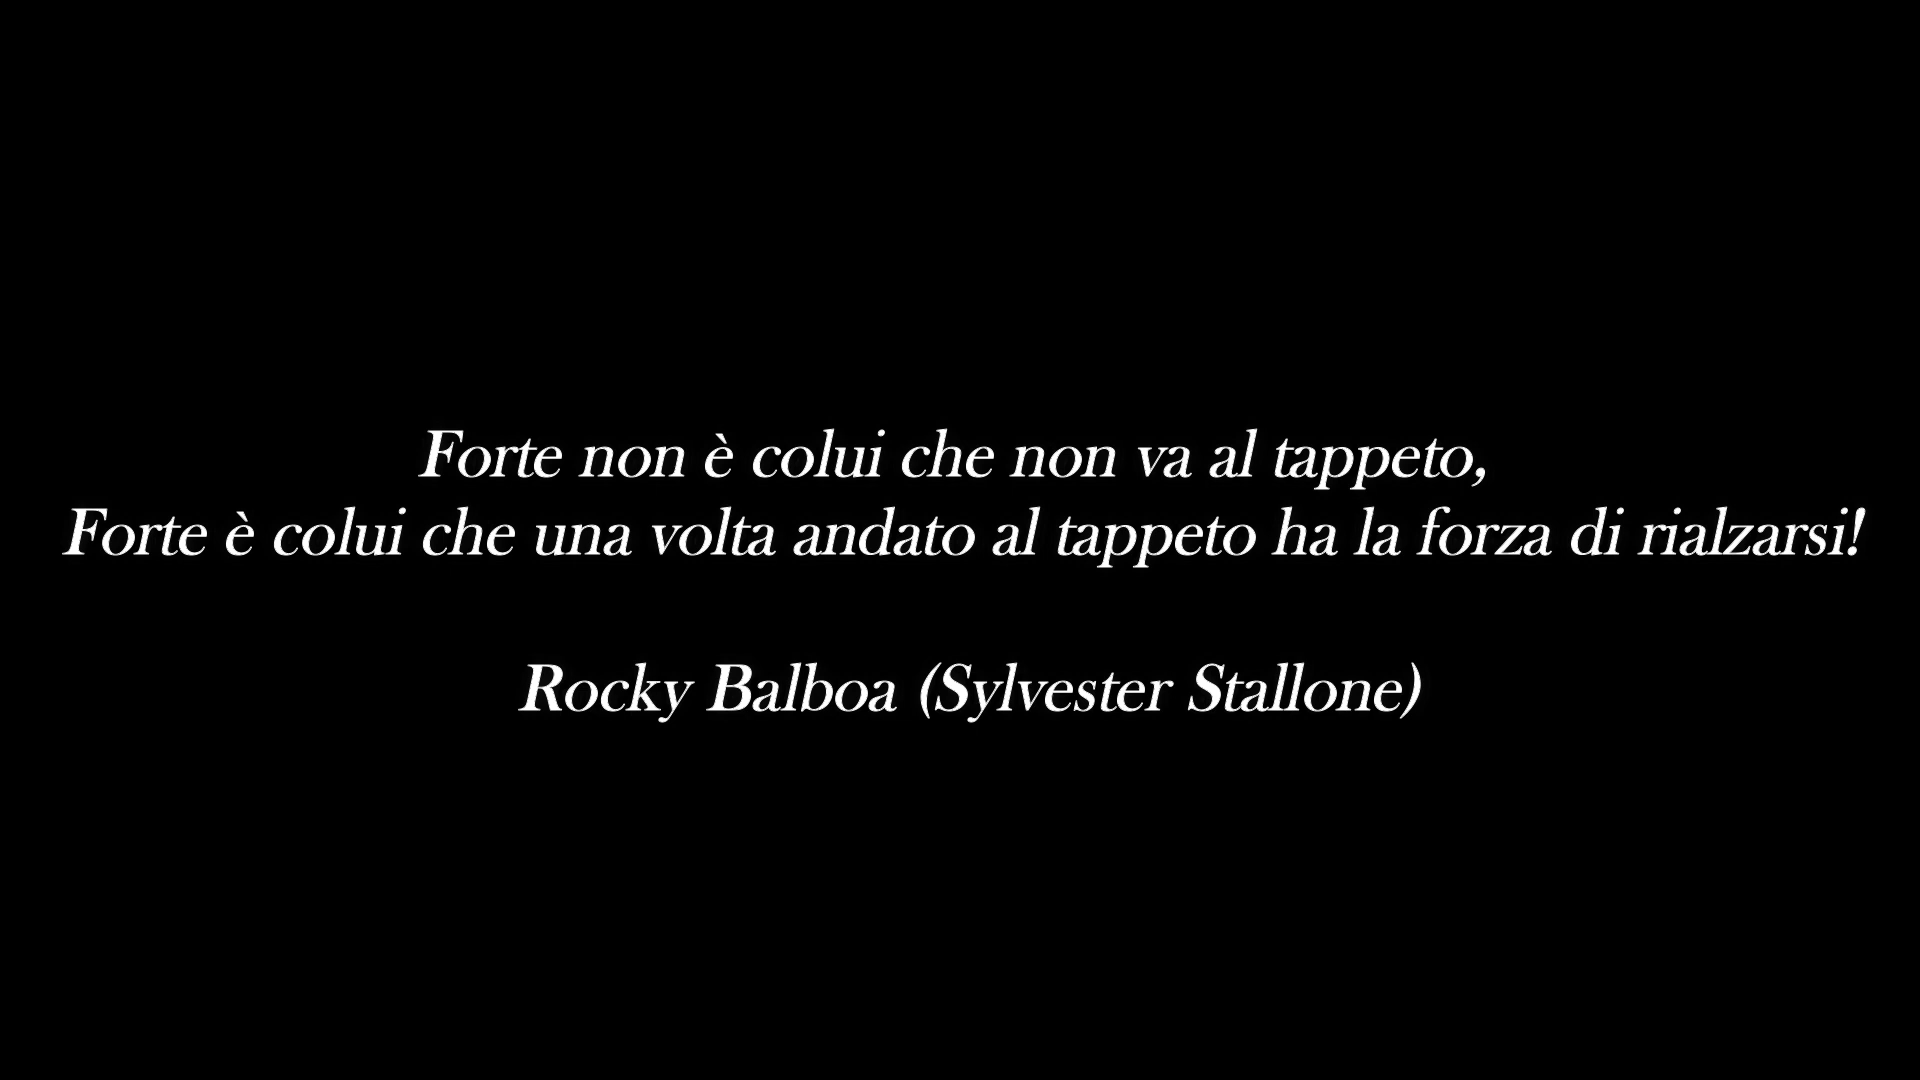 Forte non è colui che non va al tappeto,
Forte è colui che una volta andato al tappeto ha la forza di rialzarsi!
Rocky Balboa (Sylvester Stallone)